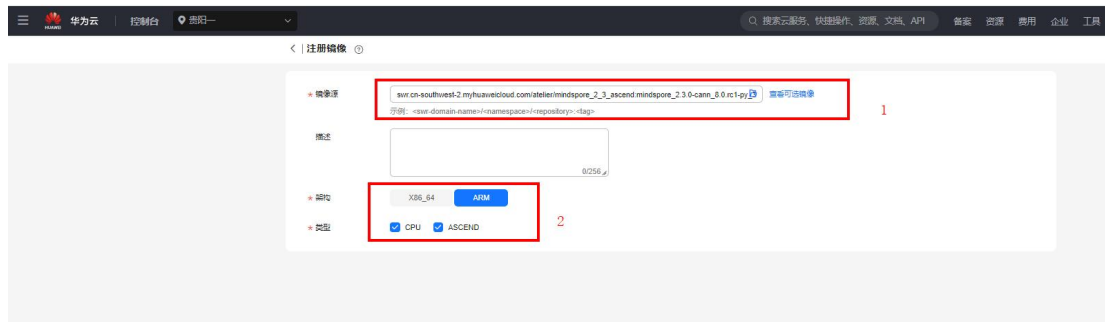 HUAWEI 华为云 控制台 贵阳一 搜索云服务、快捷操作、资源、文档、API 备案 资源 费用 企业 工具
注册镜像
* 镜像源 swr.cn-southwest-2.myhuaweicloud.com/atelier/mindspore_2_3_ascend:mindspore_2.3.0-cann_8.0.rc1-py 查看可选镜像
示例：<swr-domain-name>/<namespace>/<repository>:<tag>
1
描述
0/256
* 架构 X86_64 ARM
2
* 类型 CPU ASCEND